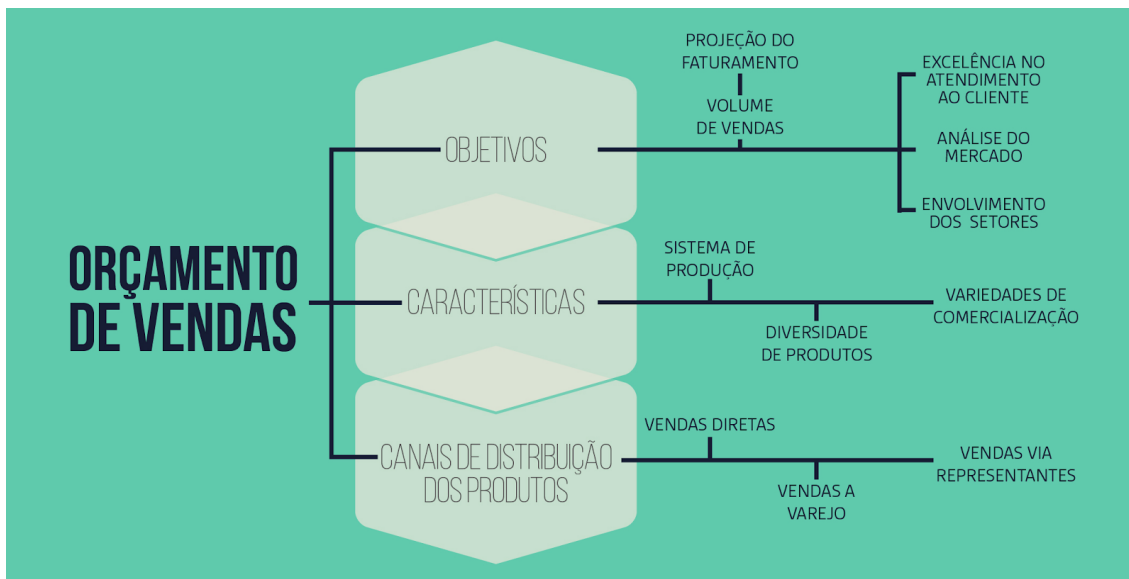 ORÇAMENTO
DE VENDAS
OBJETIVOS
PROJEÇÃO DO
FATURAMENTO
VOLUME
DE VENDAS
EXCELÊNCIA NO
ATENDIMENTO
AO CLIENTE
ANÁLISE DO
MERCADO
ENVOLVIMENTO
DOS SETORES
CARACTERÍSTICAS
SISTEMA DE
PRODUÇÃO
DIVERSIDADE
DE PRODUTOS
VARIEDADES DE
COMERCIALIZAÇÃO
CANAIS DE DISTRIBUIÇÃO
DOS PRODUTOS
VENDAS DIRETAS
VENDAS A
VAREJO
VENDAS VIA
REPRESENTANTES